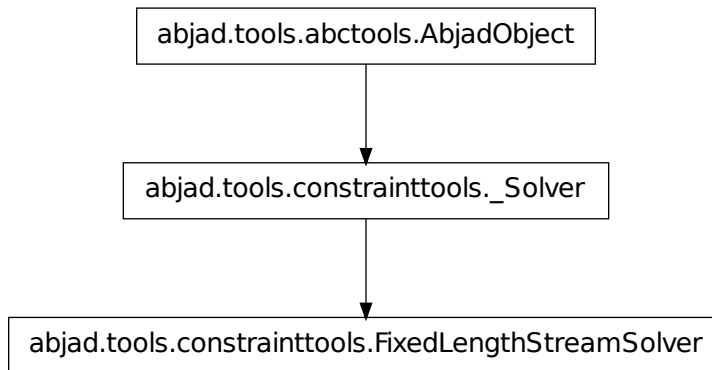 abjad.tools.abctools.AbjadObject
abjad.tools.constrainttools._Solver
abjad.tools.constrainttools.FixedLengthStreamSolver